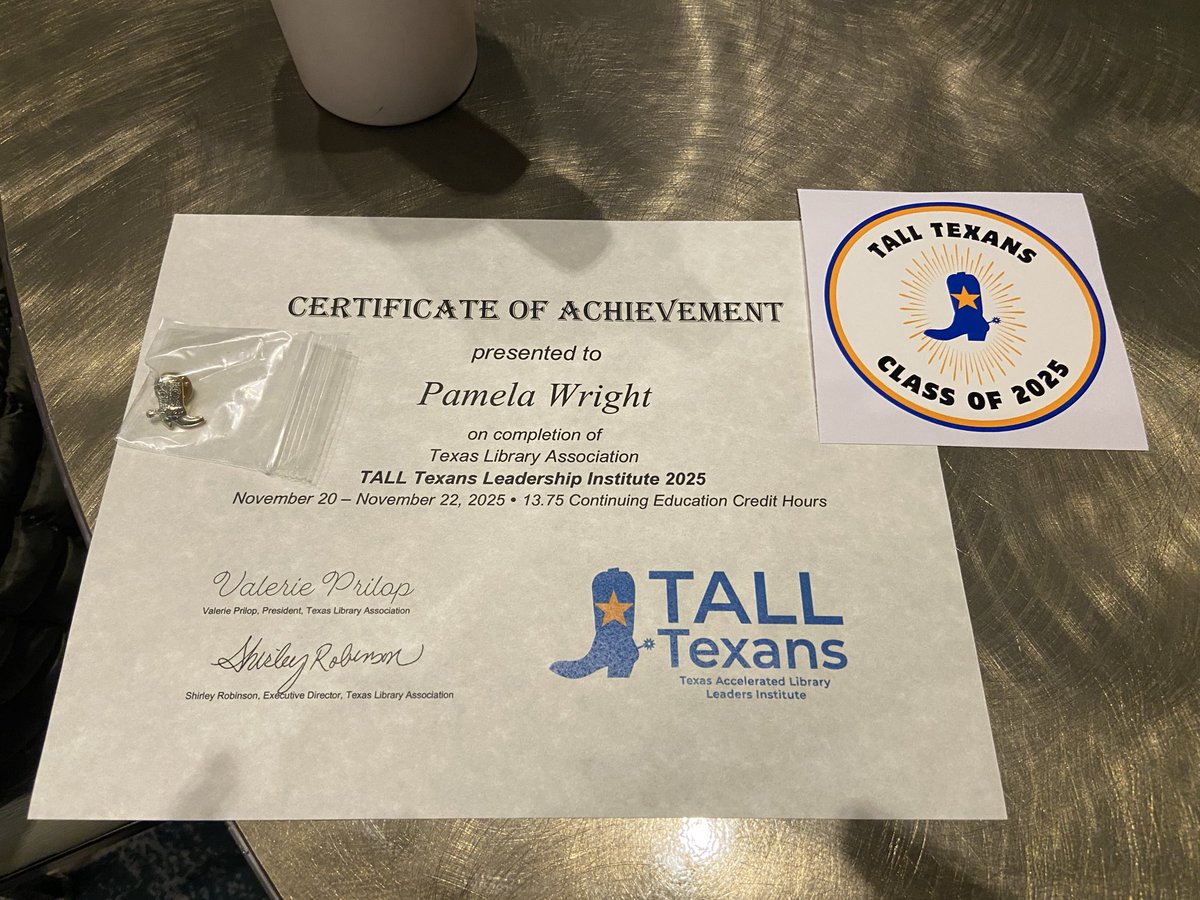 CERTIFICATE OF ACHIEVEMENT
presented to
Pamela Wright
on completion of
Texas Library Association
TALL Texans Leadership Institute 2025
November 20 – November 22, 2025 • 13.75 Continuing Education Credit Hours
Valerie Prilop
Valerie Prilop, President, Texas Library Association
Shirley Robinson
Shirley Robinson, Executive Director, Texas Library Association
TALL
Texans
Texas Accelerated Library
Leaders Institute
TALL TEXANS
CLASS OF 2025